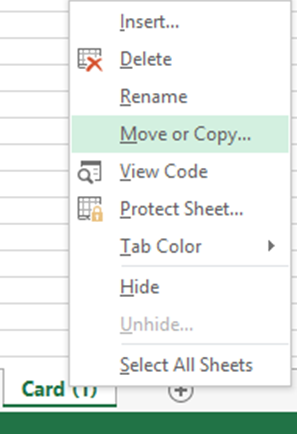 Insert...
Delete
Rename
Move or Copy...
View Code
Protect Sheet...
Tab Color
Hide
Unhide...
Select All Sheets
Card (1)